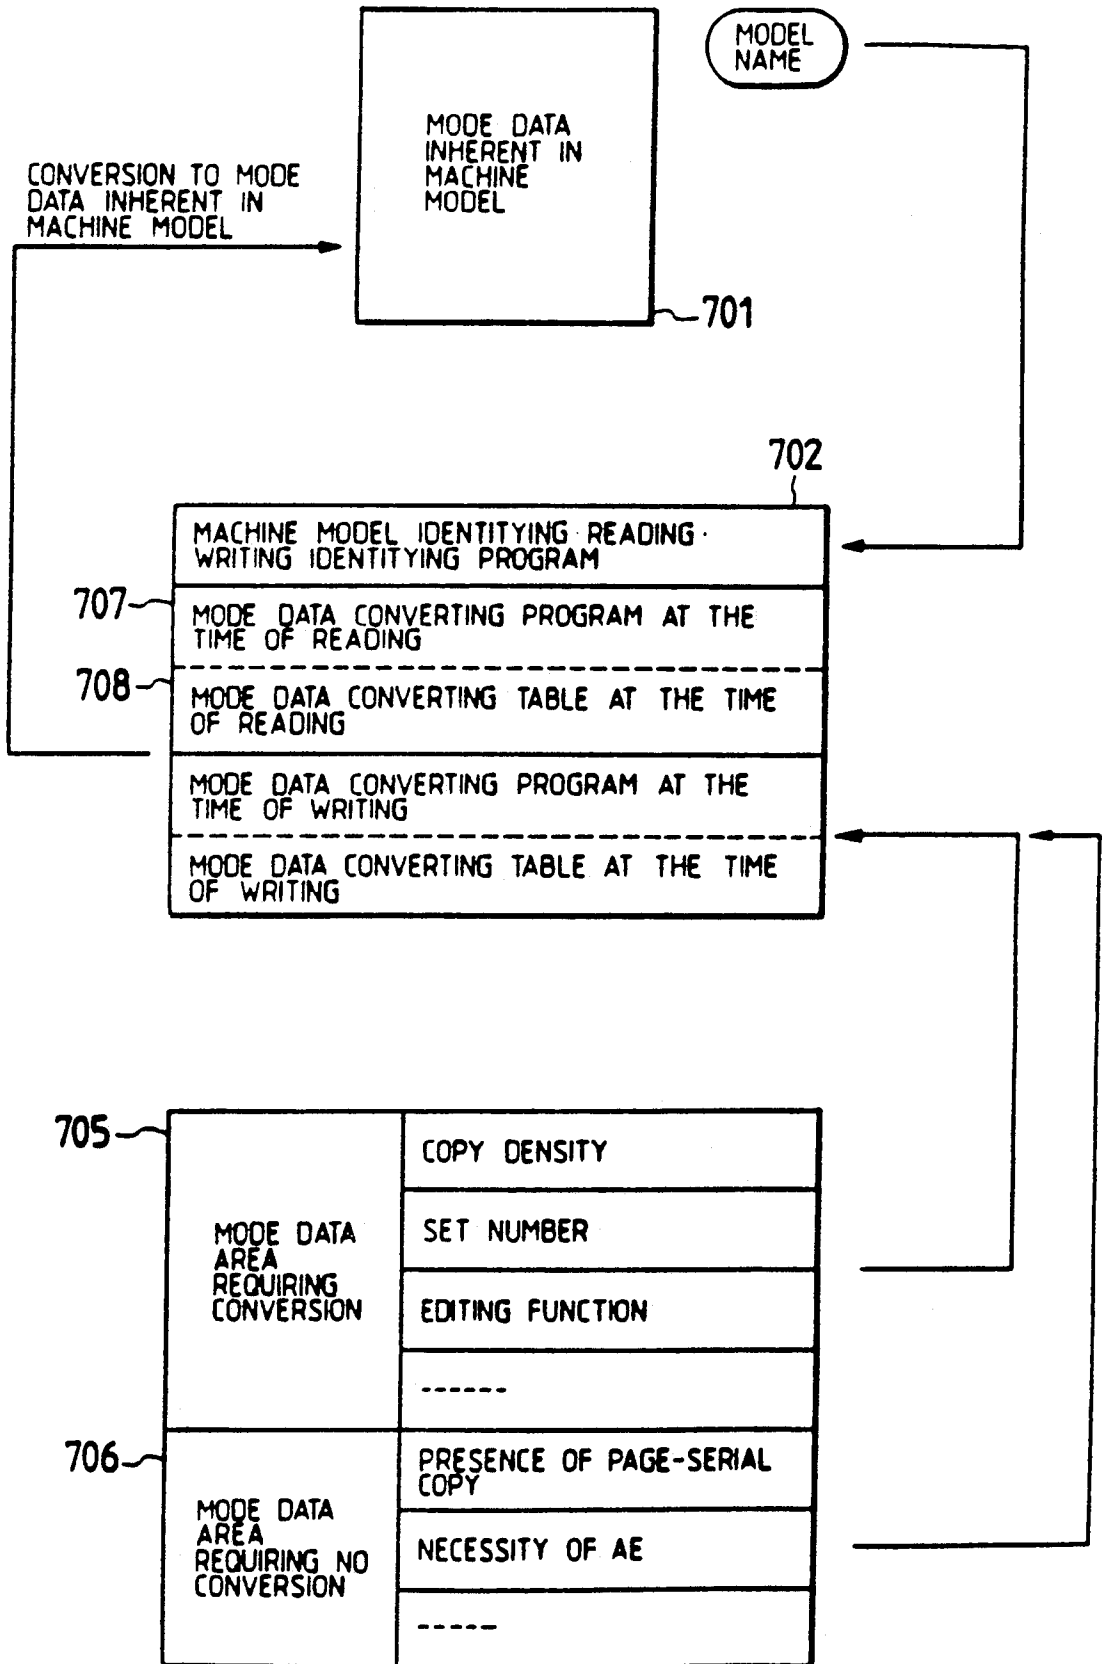 MODEL
NAME
MODE DATA
INHERENT IN
MACHINE
MODEL
CONVERSION TO MODE
DATA INHERENT IN
MACHINE MODEL
701
702
MACHINE MODEL IDENTITYING READING·
WRITING IDENTITYING PROGRAM
707
MODE DATA CONVERTING PROGRAM AT THE
TIME OF READING
708
MODE DATA CONVERTING TABLE AT THE TIME
OF READING
MODE DATA CONVERTING PROGRAM AT THE
TIME OF WRITING
MODE DATA CONVERTING TABLE AT THE TIME
OF WRITING
705
MODE DATA
AREA
REQUIRING
CONVERSION
COPY DENSITY
SET NUMBER
EDITING FUNCTION
------
706
MODE DATA
AREA
REQUIRING NO
CONVERSION
PRESENCE OF PAGE-SERIAL
COPY
NECESSITY OF AE
-----